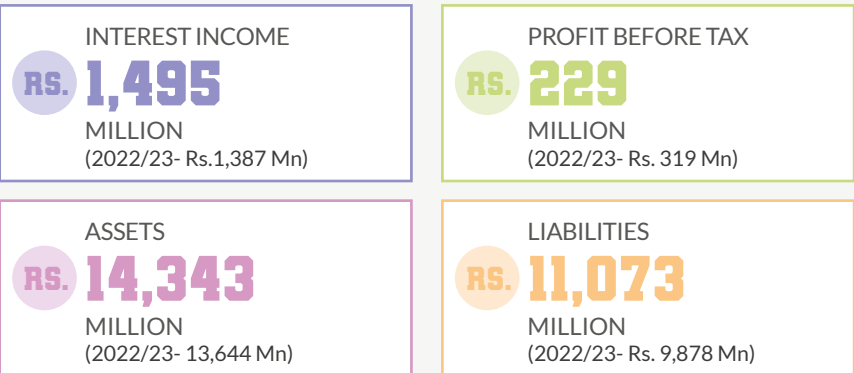 INTEREST INCOME
RS. 1,495
MILLION
(2022/23- Rs.1,387 Mn)
PROFIT BEFORE TAX
RS. 229
MILLION
(2022/23- Rs. 319 Mn)
ASSETS
RS. 14,343
MILLION
(2022/23- 13,644 Mn)
LIABILITIES
RS. 11,073
MILLION
(2022/23- Rs. 9,878 Mn)